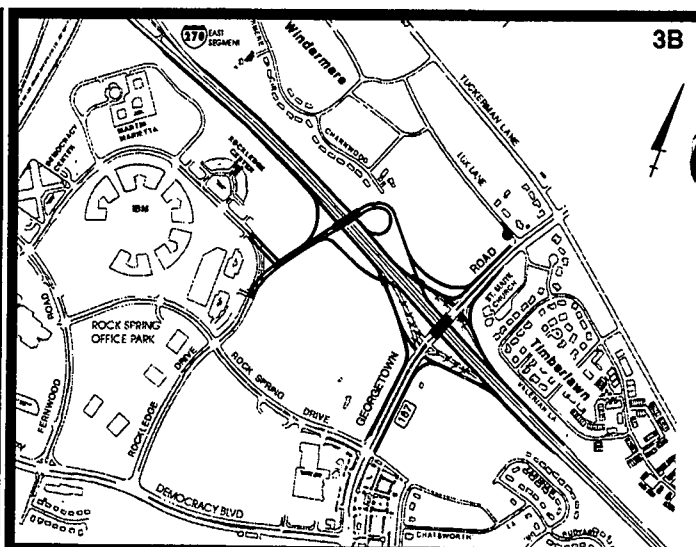 3B
270 EAST
SEGMENT
Windermere
TUCKERMAN LANE
MARTIN
MARIETTA
DEMOCRACY
CENTER
ROCKLEDGE
CHARNWOOD
LUX LANE
IBM
ROAD
ST MARK
CHURCH
ROCK SPRING
OFFICE PARK
Timberlawn
FERNWOOD
ROAD
ROCKLEDGE
DRIVE
ROCK SPRING
DRIVE
GEORGETOWN
187
DEMOCRACY BLVD
CHATSWORTH